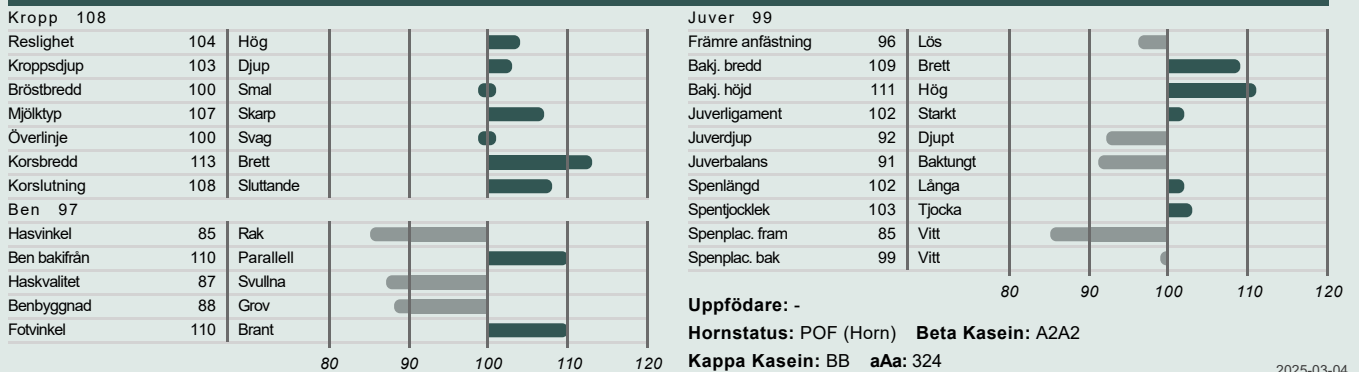 Kropp 108
Reslighet 104 Hög
Kroppsdjup 103 Djup
Bröstbredd 100 Smal
Mjölktyp 107 Skarp
Överlinje 100 Svag
Korsbredd 113 Brett
Korslutning 108 Sluttande
Ben 97
Hasvinkel 85 Rak
Ben bakifrån 110 Parallell
Haskvalitet 87 Svullna
Benbyggnad 88 Grov
Fotvinkel 110 Brant
80 90 100 110 120
Juver 99
Främre anfästning 96 Lös
Bakj. bredd 109 Brett
Bakj. höjd 111 Hög
Juverligament 102 Starkt
Juverdjup 92 Djupt
Juverbalans 91 Baktungt
Spenlängd 102 Långa
Spentjocklek 103 Tjocka
Spenplac. fram 85 Vitt
Spenplac. bak 99 Vitt
80 90 100 110 120
Uppfödare: -
Hornstatus: POF (Horn) Beta Kasein: A2A2
Kappa Kasein: BB aAa: 324
2025-03-04